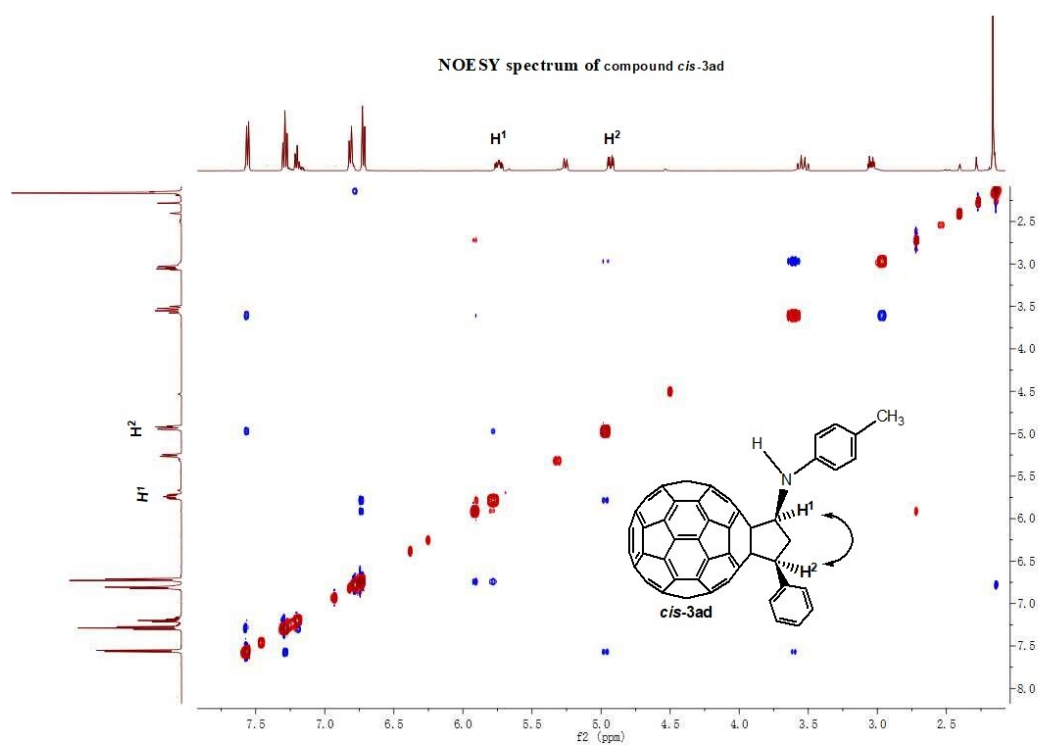 NOESY spectrum of compound cis-3ad
H1 H2
2.5
3.0
3.5
4.0
4.5
H2
5.0
CH3
H
N
H1
5.5
H1
6.0
6.5
H2
7.0
cis-3ad
7.5
8.0
7.5 7.0 6.5 6.0 5.5 5.0 4.5 4.0 3.5 3.0 2.5
f2 (ppm)